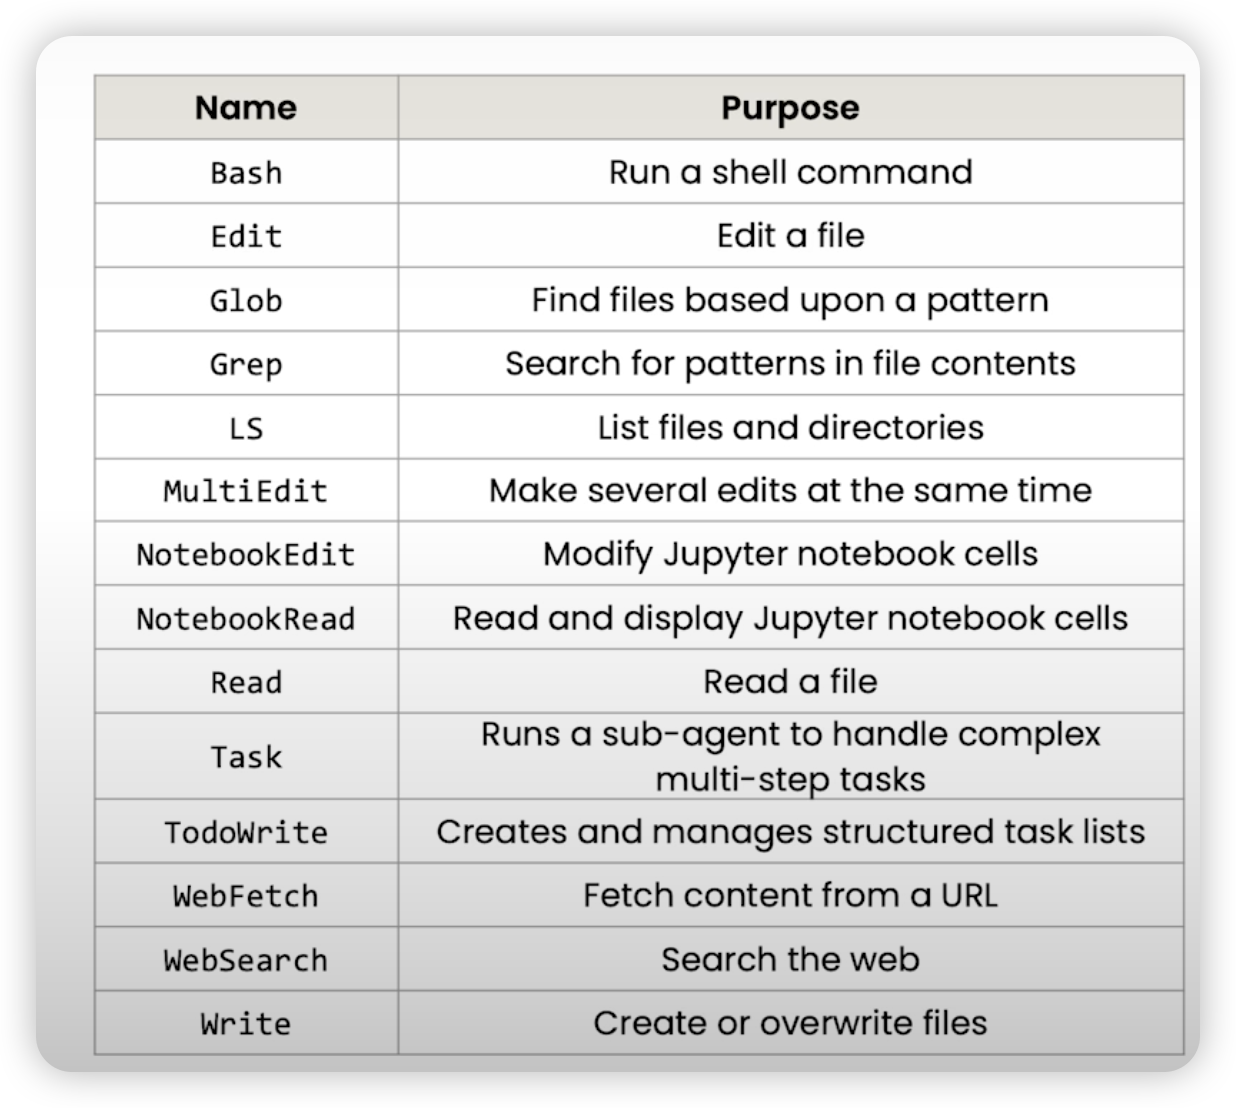 Name Purpose
Bash Run a shell command
Edit Edit a file
Glob Find files based upon a pattern
Grep Search for patterns in file contents
LS List files and directories
MultiEdit Make several edits at the same time
NotebookEdit Modify Jupyter notebook cells
NotebookRead Read and display Jupyter notebook cells
Read Read a file
Task Runs a sub-agent to handle complex
multi-step tasks
TodoWrite Creates and manages structured task lists
WebFetch Fetch content from a URL
WebSearch Search the web
Write Create or overwrite files